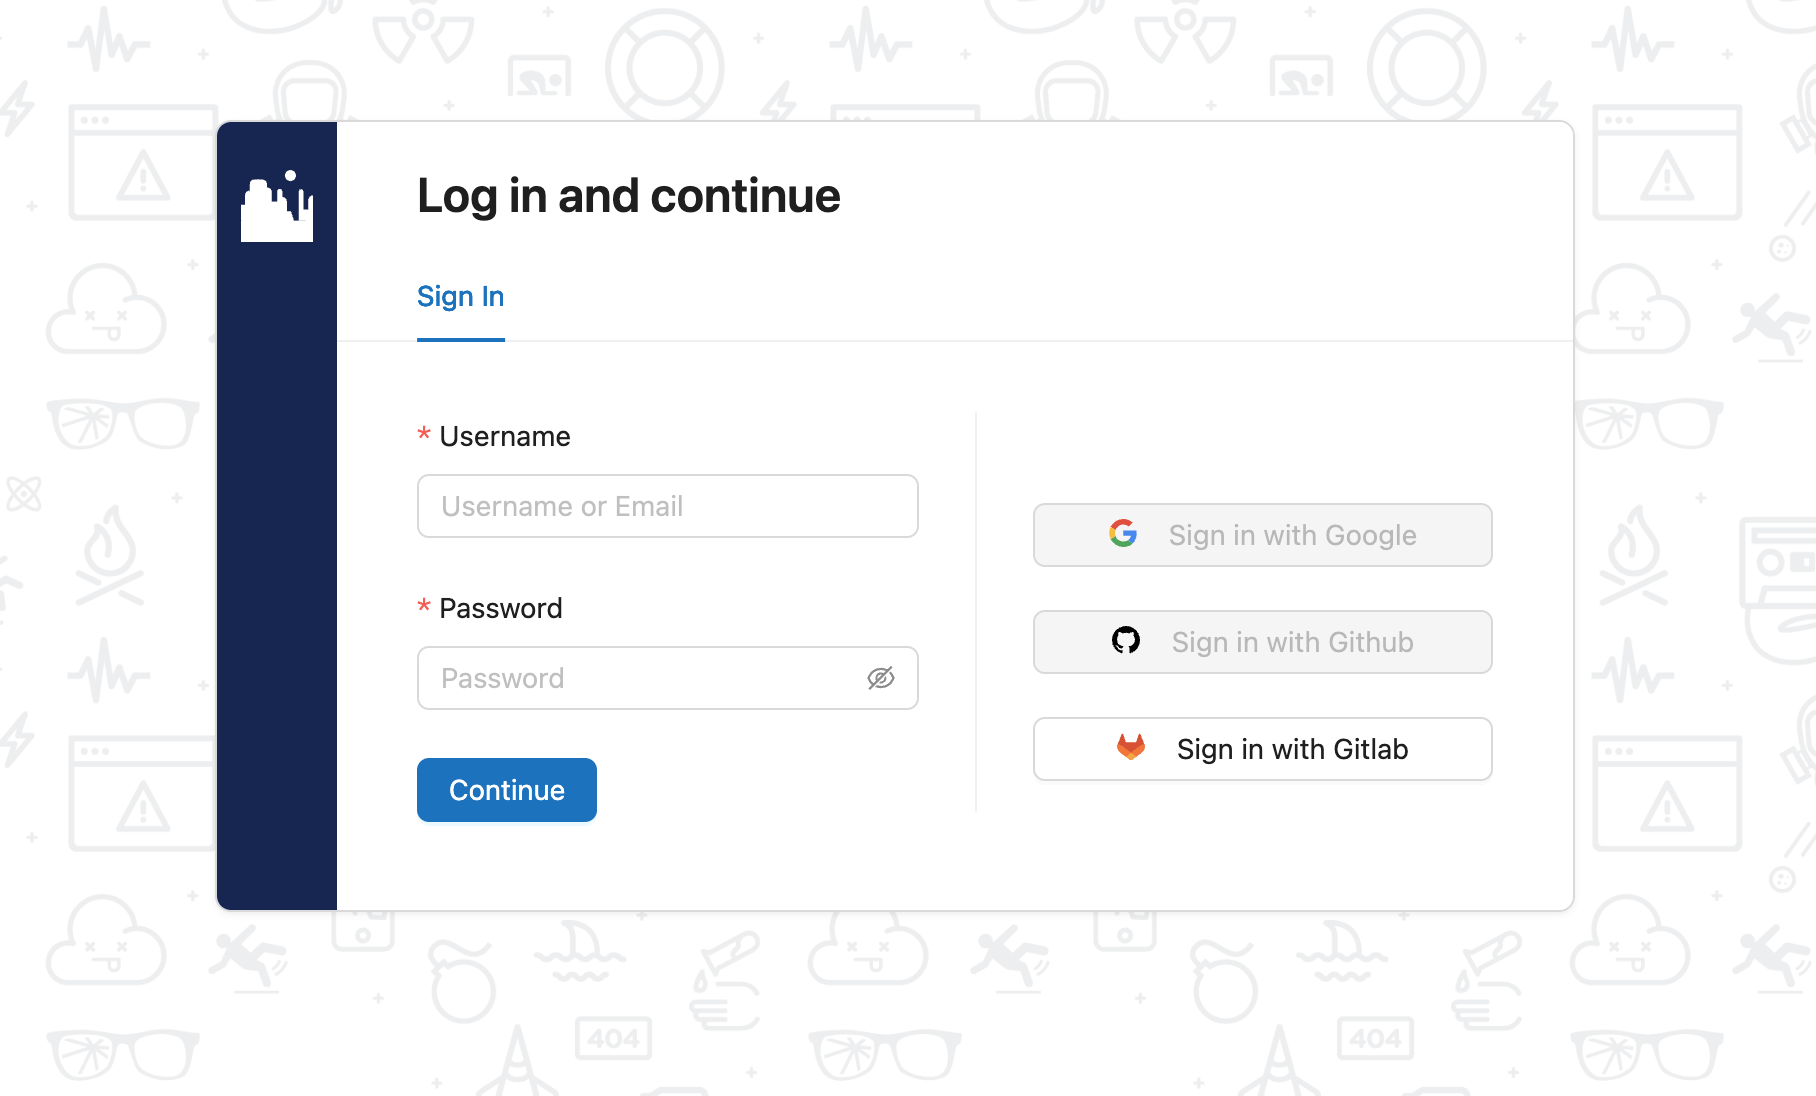 Log in and continue
Sign In
* Username
Username or Email
* Password
Password
Continue
Sign in with Google
Sign in with Github
Sign in with Gitlab
404
404